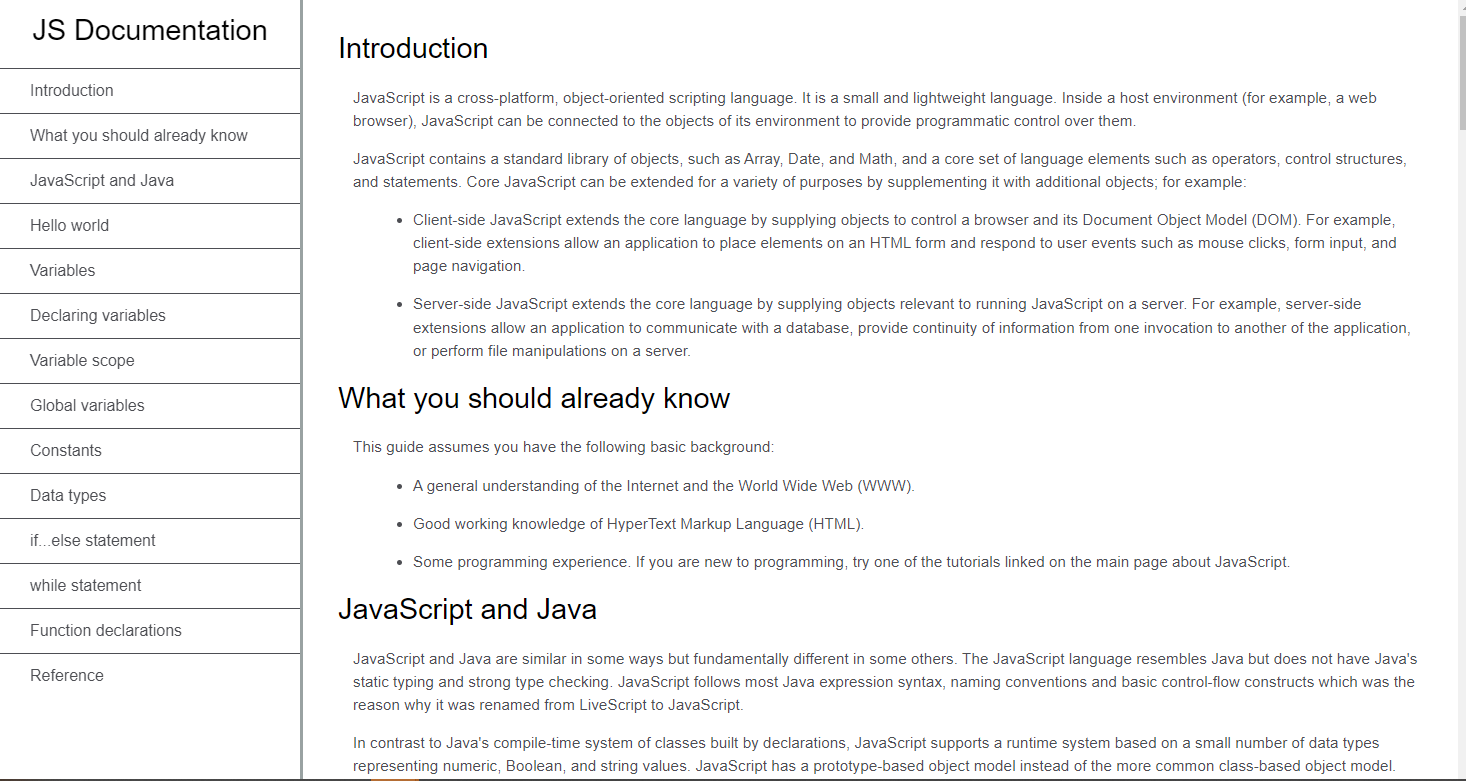 JS Documentation
Introduction
What you should already know
JavaScript and Java
Hello world
Variables
Declaring variables
Variable scope
Global variables
Constants
Data types
if...else statement
while statement
Function declarations
Reference
Introduction
JavaScript is a cross-platform, object-oriented scripting language. It is a small and lightweight language. Inside a host environment (for example, a web
browser), JavaScript can be connected to the objects of its environment to provide programmatic control over them.
JavaScript contains a standard library of objects, such as Array, Date, and Math, and a core set of language elements such as operators, control structures,
and statements. Core JavaScript can be extended for a variety of purposes by supplementing it with additional objects; for example:
• Client-side JavaScript extends the core language by supplying objects to control a browser and its Document Object Model (DOM). For example,
client-side extensions allow an application to place elements on an HTML form and respond to user events such as mouse clicks, form input, and
page navigation.
• Server-side JavaScript extends the core language by supplying objects relevant to running JavaScript on a server. For example, server-side
extensions allow an application to communicate with a database, provide continuity of information from one invocation to another of the application,
or perform file manipulations on a server.
What you should already know
This guide assumes you have the following basic background:
• A general understanding of the Internet and the World Wide Web (WWW).
• Good working knowledge of HyperText Markup Language (HTML).
• Some programming experience. If you are new to programming, try one of the tutorials linked on the main page about JavaScript.
JavaScript and Java
JavaScript and Java are similar in some ways but fundamentally different in some others. The JavaScript language resembles Java but does not have Java's
static typing and strong type checking. JavaScript follows most Java expression syntax, naming conventions and basic control-flow constructs which was the
reason why it was renamed from LiveScript to JavaScript.
In contrast to Java's compile-time system of classes built by declarations, JavaScript supports a runtime system based on a small number of data types
representing numeric, Boolean, and string values. JavaScript has a prototype-based object model instead of the more common class-based object model.